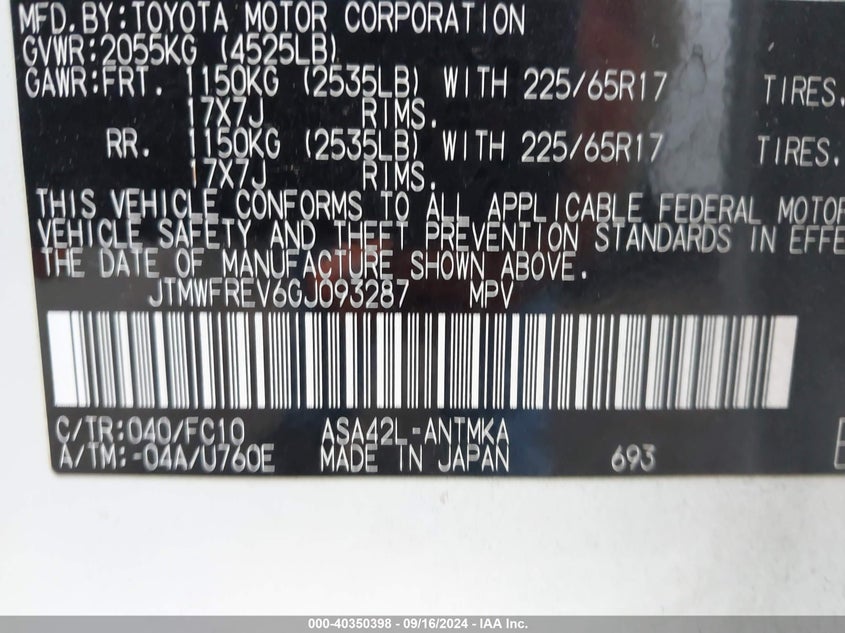 MFD.BY:TOYOTA MOTOR CORPORATION
GVWR:2055KG (4525LB)
GAWR:FRT. 1150KG (2535LB) WITH 225/65R17 TIRES.
17X7J RIMS.
RR. 1150KG (2535LB) WITH 225/65R17 TIRES.
17X7J RIMS.
THIS VEHICLE CONFORMS TO ALL APPLICABLE FEDERAL MOTOR
VEHICLE SAFETY AND THEFT PREVENTION STANDARDS IN EFFE
THE DATE OF MANUFACTURE SHOWN ABOVE.
JTMWFREV6GJ093287 MPV
C/TR:040/FC10 ASA42L-ANTMKA
A/TM:-04A/U760E MADE IN JAPAN 693
000-40350398 - 09/16/2024 - IAA Inc.